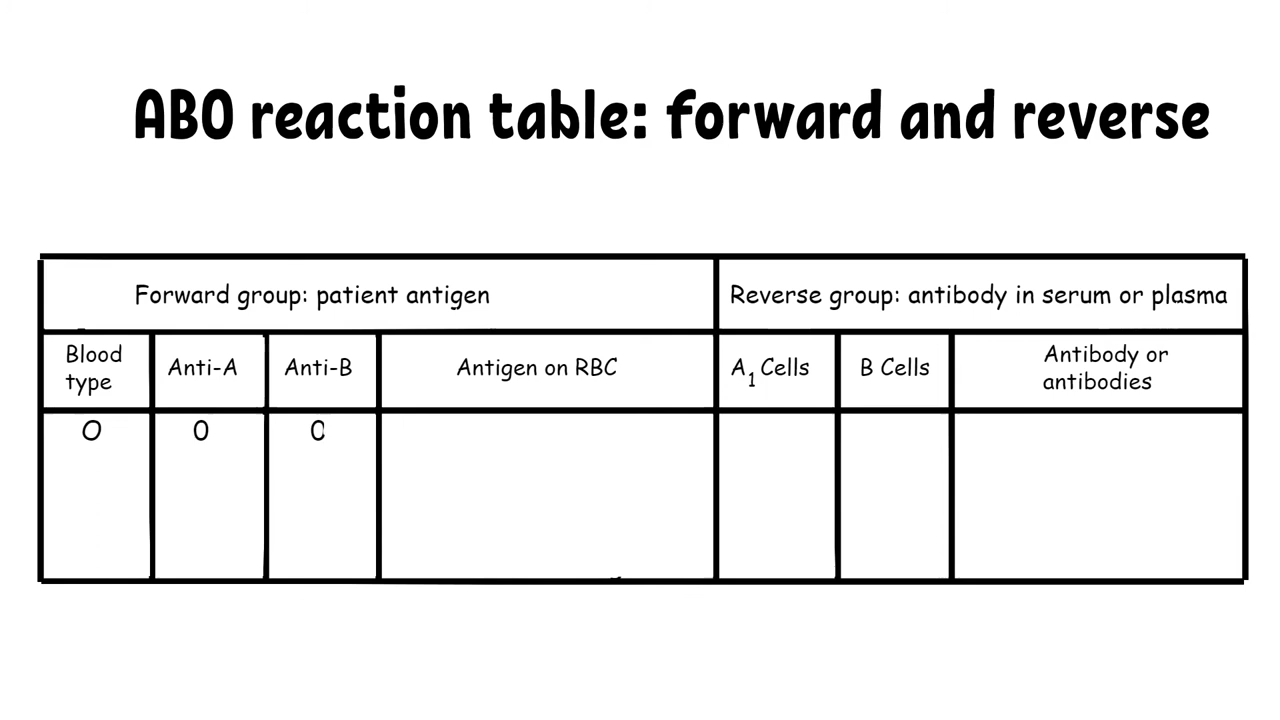 ABO reaction table: forward and reverse
Forward group: patient antigen
Reverse group: antibody in serum or plasma
Blood type
Anti-A
Anti-B
Antigen on RBC
A1 Cells
B Cells
Antibody or antibodies
O
0
0